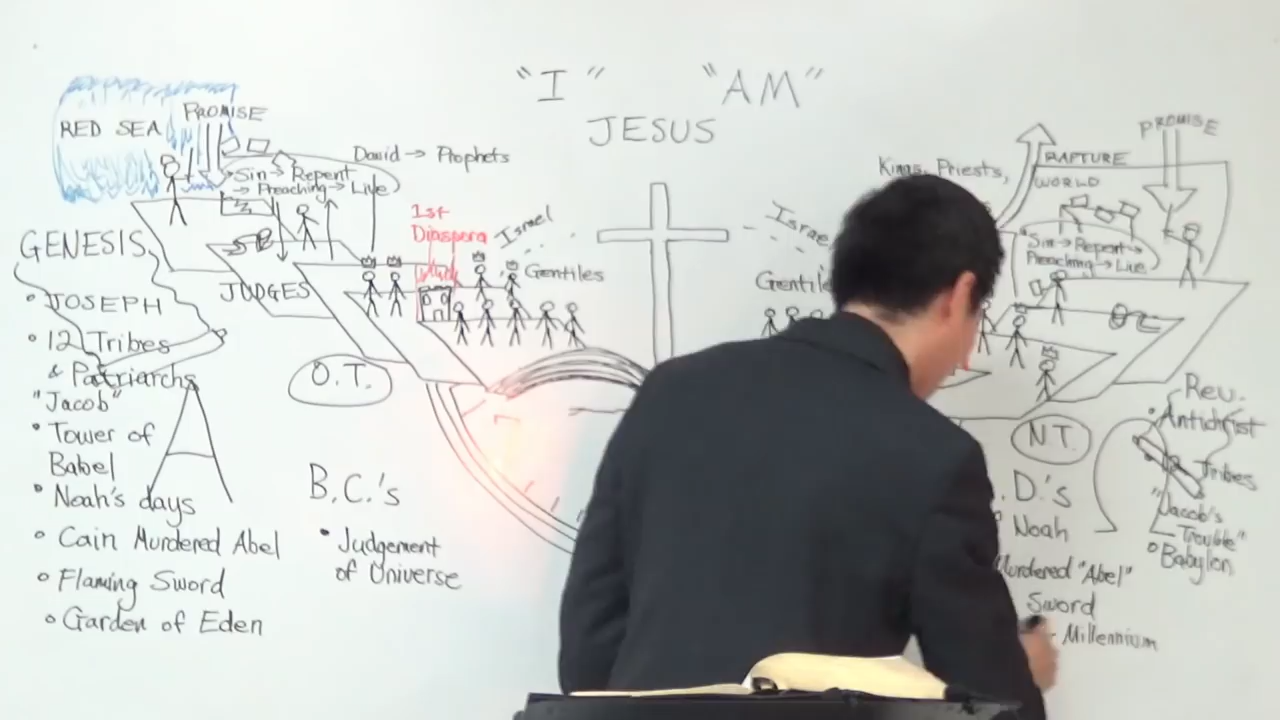 "I" "AM"
JESUS
RED SEA
PROMISE
Sin → Repent
→ Preaching → Live
David → Prophets
1st
Diaspora
Israel
Gentiles
GENESIS
• JOSEPH
• 12 Tribes
& Patriarchs
"Jacob"
• Tower of
Babel
• Noah's days
• Cain Murdered Abel
• Flaming Sword
• Garden of Eden
JUDGES
O.T.
B.C.'s
• Judgement
of Universe
Kings, Priests,
RAPTURE
WORLD
PROMISE
"Sin → Repent →
Preaching → Live
N.T.
.D.'s
Noah
Murdered "Abel"
Sword
- Millennium
Rev.
• Antichrist
Tribes
"Jacob's
Trouble"
• Babylon